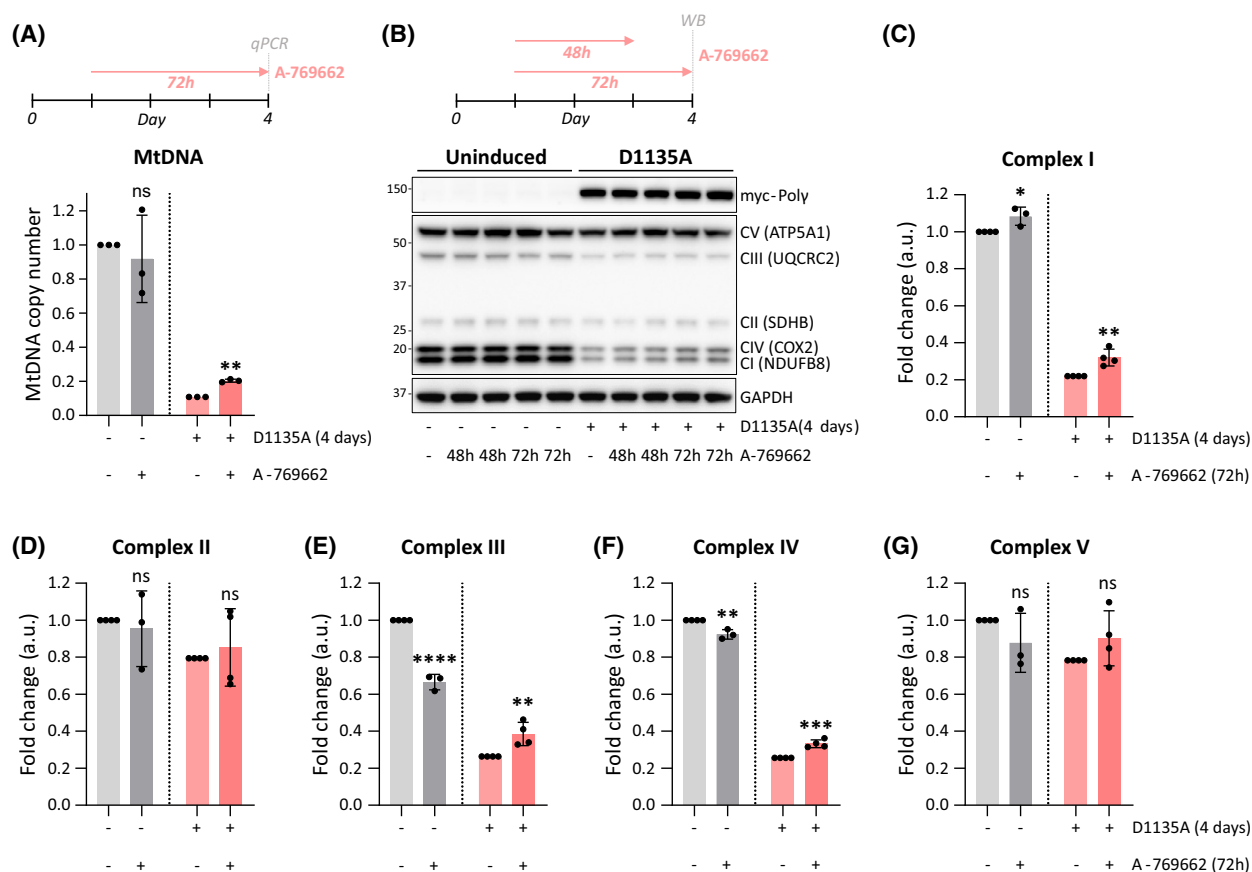 (A)
qPCR
72h
A-769662
0
Day
4
MtDNA
MtDNA copy number
1.2
1.0
0.8
0.6
0.4
0.2
0.0
ns
**
- + - +
- - + + D1135A (4 days)
- + - + A-769662
(B)
WB
48h
A-769662
72h
0
Day
4
Uninduced D1135A
150 myc-Poly
CV (ATP5A1)
50
CIII (UQCRC2)
37
CII (SDHB)
25
20 CIV (COX2)
CI (NDUFB8)
37 GAPDH
- - - - - + + + + + D1135A(4 days)
- 48h 48h 72h 72h - 48h 48h 72h 72h A-769662
(C)
Complex I
Fold change (a.u.)
1.2
1.0
0.8
0.6
0.4
0.2
0.0
*
**
- - + + D1135A (4 days)
- + - + A-769662 (72h)
(D)
Complex II
Fold change (a.u.)
1.2
1.0
0.8
0.6
0.4
0.2
0.0
ns
ns
- - + +
- + - +
(E)
Complex III
Fold change (a.u.)
1.2
1.0
0.8
0.6
0.4
0.2
0.0
****
**
- - + +
- + - +
(F)
Complex IV
Fold change (a.u.)
1.2
1.0
0.8
0.6
0.4
0.2
0.0
**
***
- - + +
- + - +
(G)
Complex V
Fold change (a.u.)
1.2
1.0
0.8
0.6
0.4
0.2
0.0
ns
ns
- - + + D1135A (4 days)
- + - + A-769662 (72h)